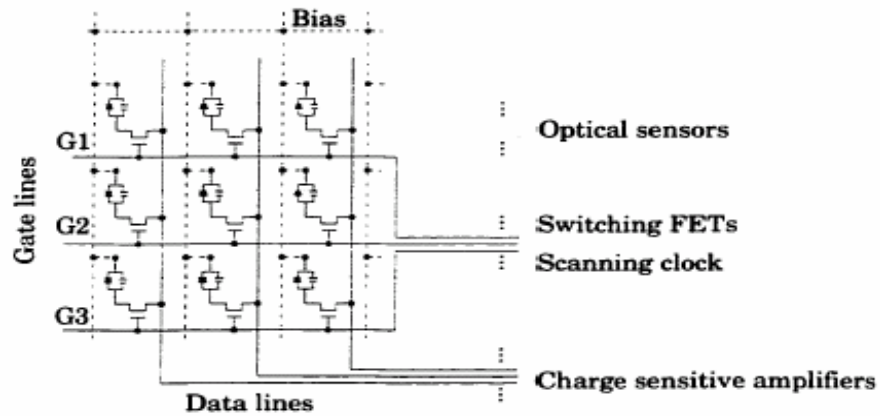 Bias
Optical sensors
G1
Gate lines
Switching FETs
G2
Scanning clock
G3
Charge sensitive amplifiers
Data lines